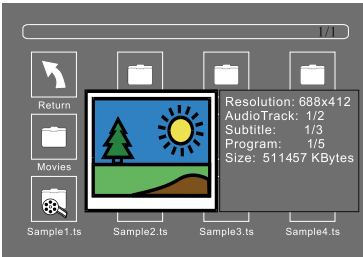 1/1
Return
Resolution: 688x412
AudioTrack: 1/2
Subtitle: 1/3
Program: 1/5
Size: 511457 KBytes
Movies
Sample1.ts
Sample2.ts
Sample3.ts
Sample4.ts